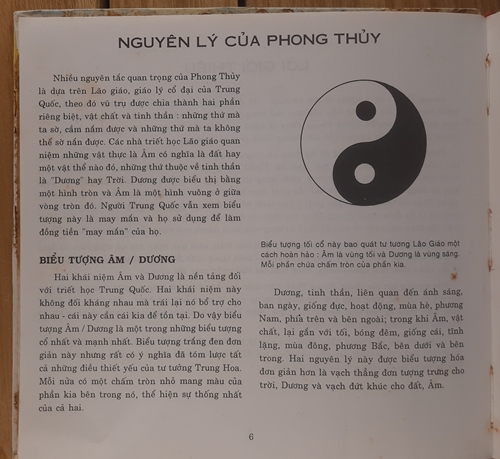 NGUYÊN LÝ CỦA PHONG THỦY
Nhiều nguyên tắc quan trọng của Phong Thủy
là dựa trên Lão giáo, giáo lý cổ đại của Trung
Quốc, theo đó vũ trụ được chia thành hai phần
riêng biệt, vật chất và tinh thần : những thứ mà
ta sờ, cầm nắm được và những thứ mà ta không
thể sờ nắn được. Các nhà triết học Lão giáo quan
niệm những vật thực là Âm có nghĩa là đất hay
một vật thể nào đó, những thứ thuộc về tinh thần
là "Dương" hay Trời. Dương được biểu thị bằng
một hình tròn và Âm là một hình vuông ở giữa
vòng tròn đó. Người Trung Quốc vẫn xem biểu
tượng này là may mắn và họ sử dụng để làm
đồng tiền "may mắn" của họ.
BIỂU TƯỢNG ÂM / DƯƠNG
Hai khái niệm Âm và Dương là nền tảng đối
với triết học Trung Quốc. Hai khái niệm này
không đối kháng nhau mà trái lại nó bổ trợ cho
nhau - cái này cần cái kia để tồn tại. Do vậy biểu
tượng Âm / Dương là một trong những biểu tượng
cổ nhất và mạnh nhất. Biểu tượng trắng đen đơn
giản này nhưng rất có ý nghĩa đã tóm lược tất
cả những điều thiết yếu của tư tưởng Trung Hoa.
Mỗi nửa có một chấm tròn nhỏ mang màu của
phần kia bên trong nó, thể hiện sự thống nhất
của cả hai.
Biểu tượng tối cổ này bao quát tư tương Lão Giáo một
cách hoàn hảo : Âm là vùng tối và Dương là vùng sáng.
Mỗi phần chứa chấm tròn của phần kia.
Dương, tinh thần, liên quan đến ánh sáng,
ban ngày, giống đực, hoạt động, mùa hè, phương
Nam, phía trên và bên ngoài; trong khi Âm, vật
chất, lại gắn với tối, bóng đêm, giống cái, tĩnh
lặng, mùa đông, phương Bắc, bên dưới và bên
trong. Hai nguyên lý này được biểu tượng hóa
đơn giản hơn là vạch thẳng đơn tượng trưng cho
trời, Dương và vạch đứt khúc cho đất, Âm.
6